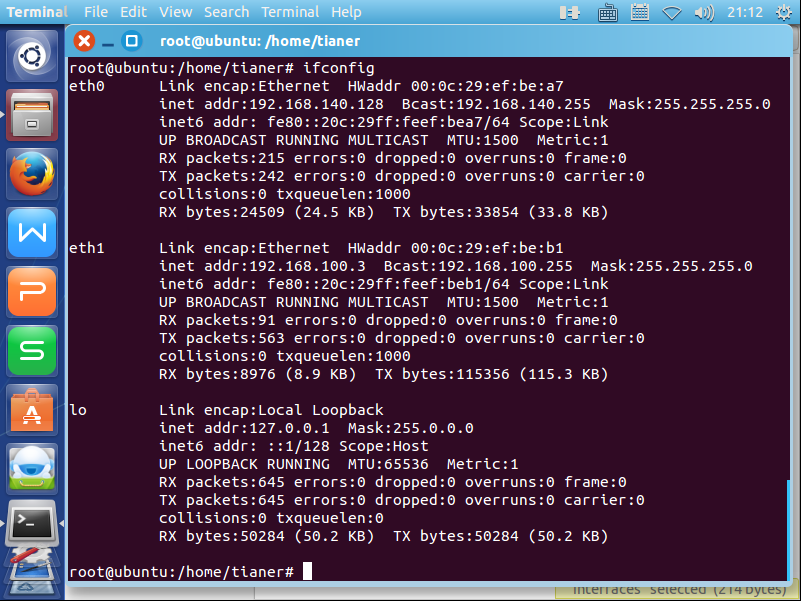 Terminal File Edit View Search Terminal Help 21:12
root@ubuntu: /home/tianer
root@ubuntu:/home/tianer# ifconfig
eth0 Link encap:Ethernet HWaddr 00:0c:29:ef:be:a7
inet addr:192.168.140.128 Bcast:192.168.140.255 Mask:255.255.255.0
inet6 addr: fe80::20c:29ff:feef:bea7/64 Scope:Link
UP BROADCAST RUNNING MULTICAST MTU:1500 Metric:1
RX packets:215 errors:0 dropped:0 overruns:0 frame:0
TX packets:242 errors:0 dropped:0 overruns:0 carrier:0
collisions:0 txqueuelen:1000
RX bytes:24509 (24.5 KB) TX bytes:33854 (33.8 KB)
eth1 Link encap:Ethernet HWaddr 00:0c:29:ef:be:b1
inet addr:192.168.100.3 Bcast:192.168.100.255 Mask:255.255.255.0
inet6 addr: fe80::20c:29ff:feef:beb1/64 Scope:Link
UP BROADCAST RUNNING MULTICAST MTU:1500 Metric:1
RX packets:91 errors:0 dropped:0 overruns:0 frame:0
TX packets:563 errors:0 dropped:0 overruns:0 carrier:0
collisions:0 txqueuelen:1000
RX bytes:8976 (8.9 KB) TX bytes:115356 (115.3 KB)
lo Link encap:Local Loopback
inet addr:127.0.0.1 Mask:255.0.0.0
inet6 addr: ::1/128 Scope:Host
UP LOOPBACK RUNNING MTU:65536 Metric:1
RX packets:645 errors:0 dropped:0 overruns:0 frame:0
TX packets:645 errors:0 dropped:0 overruns:0 carrier:0
collisions:0 txqueuelen:0
RX bytes:50284 (50.2 KB) TX bytes:50284 (50.2 KB)
root@ubuntu:/home/tianer#
interfaces" selected (214 bytes)